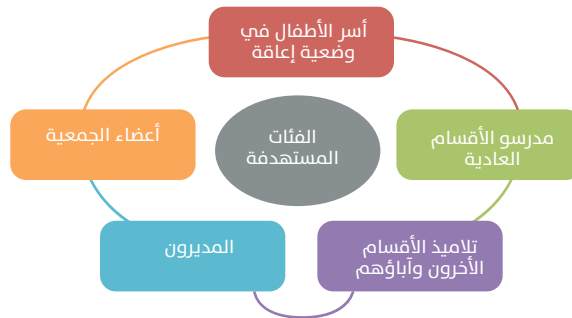 أسر الأطفال في
وضعية إعاقة
أعضاء الجمعية
الفئات
المستهدفة
مدرسو الأقسام
العادية
المديرون
تلاميذ الأقسام
الأخرون وآباؤهم